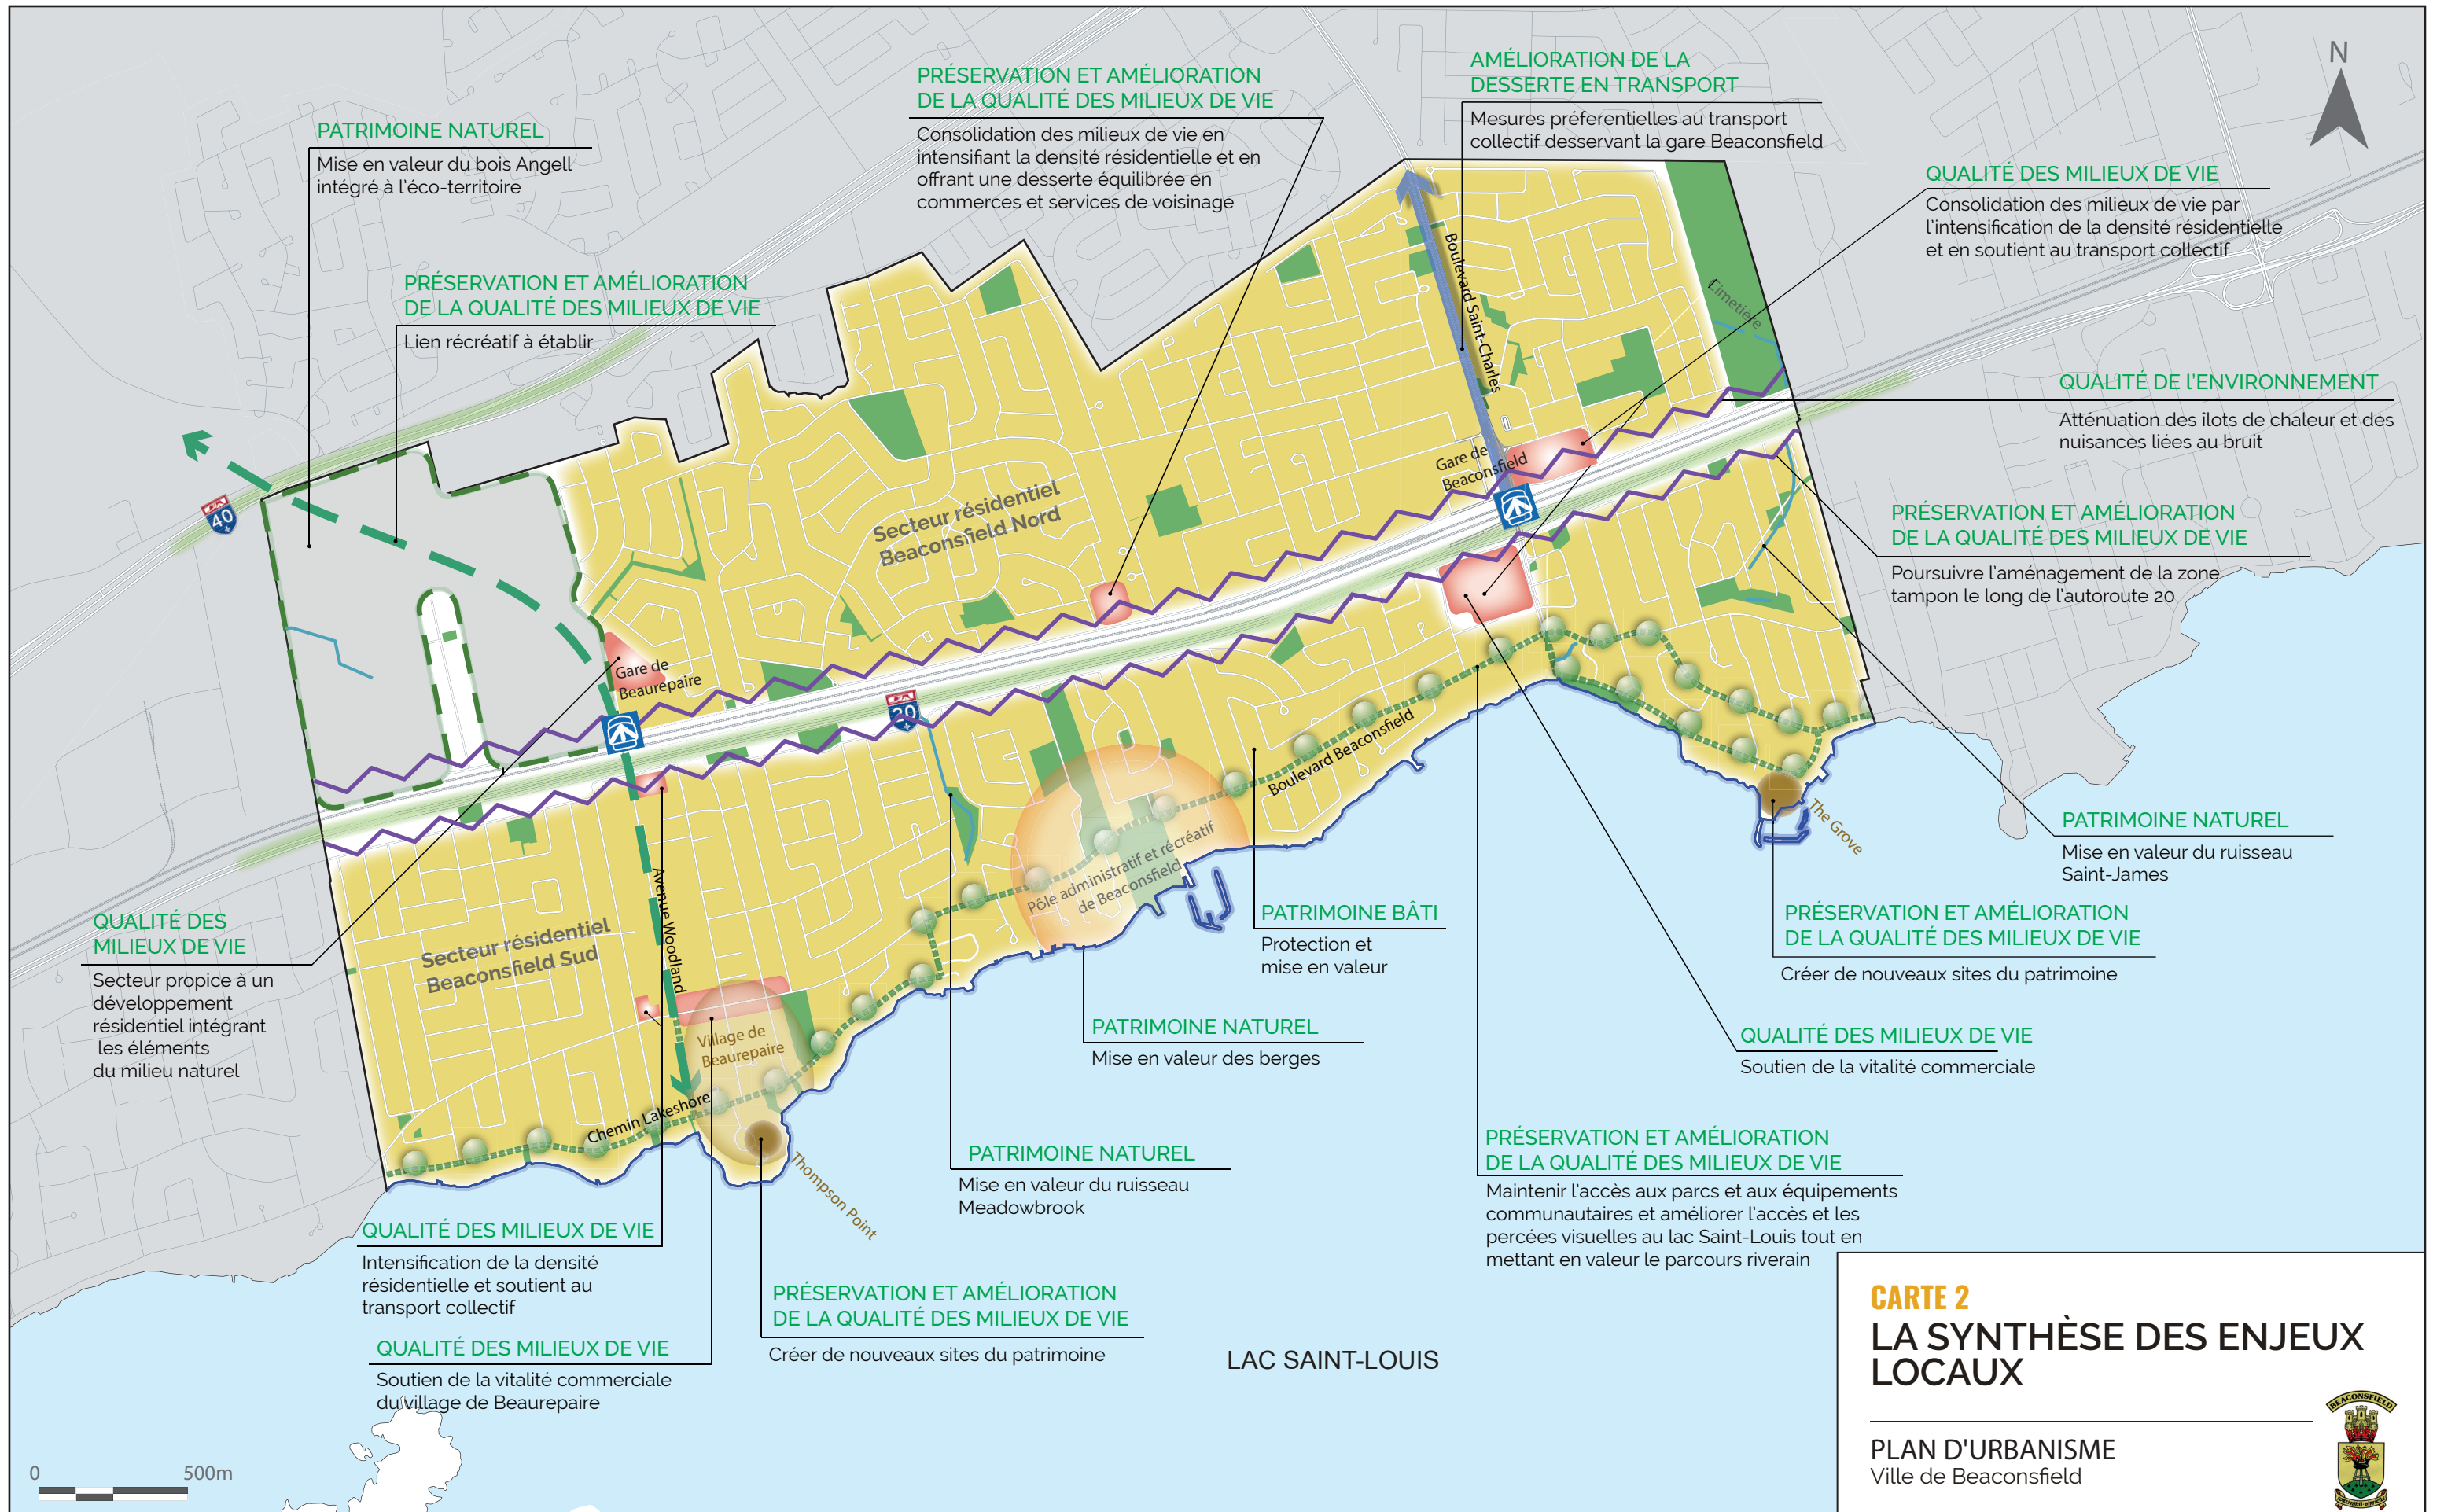 PATRIMOINE NATUREL
Mise en valeur du bois Angell
intégré à l'éco-territoire
PRÉSERVATION ET AMÉLIORATION
DE LA QUALITÉ DES MILIEUX DE VIE
Lien récréatif à établir
PRÉSERVATION ET AMÉLIORATION
DE LA QUALITÉ DES MILIEUX DE VIE
Consolidation des milieux de vie en
intensifiant la densité résidentielle et en
offrant une desserte équilibrée en
commerces et services de voisinage
AMÉLIORATION DE LA
DESSERTE EN TRANSPORT
Mesures préferentielles au transport
collectif desservant la gare Beaconsfield
N
QUALITÉ DES MILIEUX DE VIE
Consolidation des milieux de vie par
l'intensification de la densité résidentielle
et en soutient au transport collectif
QUALITÉ DE l'ENVIRONNEMENT
Atténuation des îlots de chaleur et des
nuisances liées au bruit
PRÉSERVATION ET AMÉLIORATION
DE LA QUALITÉ DES MILIEUX DE VIE
Poursuivre l'aménagement de la zone
tampon le long de l'autoroute 20
Limetière
Boulevard Saint-Charles
Gare de
Beaconsfield
40
Secteur résidentiel
Beaconsfield Nord
Gare de
Beaurepaire
20
Boulevard Beaconsfield
Pôle administratif et récréatif
de Beaconsfield
The Grove
Avenue Woodland
Secteur résidentiel
Beaconsfield Sud
Village de
Beaurepaire
Chemin Lakeshore
Thompson Point
PATRIMOINE NATUREL
Mise en valeur du ruisseau
Saint-James
PRÉSERVATION ET AMÉLIORATION
DE LA QUALITÉ DES MILIEUX DE VIE
Créer de nouveaux sites du patrimoine
QUALITÉ DES
MILIEUX DE VIE
Secteur propice à un
développement
résidentiel intégrant
les éléments
du milieu naturel
PATRIMOINE BÂTI
Protection et
mise en valeur
PATRIMOINE NATUREL
Mise en valeur des berges
QUALITÉ DES MILIEUX DE VIE
Soutien de la vitalité commerciale
PATRIMOINE NATUREL
Mise en valeur du ruisseau
Meadowbrook
PRÉSERVATION ET AMÉLIORATION
DE LA QUALITÉ DES MILIEUX DE VIE
Maintenir l'accès aux parcs et aux équipements
communautaires et améliorer l'accès et les
percées visuelles au lac Saint-Louis tout en
mettant en valeur le parcours riverain
QUALITÉ DES MILIEUX DE VIE
Intensification de la densité
résidentielle et soutient au
transport collectif
QUALITÉ DES MILIEUX DE VIE
Soutien de la vitalité commerciale
du village de Beaurepaire
PRÉSERVATION ET AMÉLIORATION
DE LA QUALITÉ DES MILIEUX DE VIE
Créer de nouveaux sites du patrimoine
LAC SAINT-LOUIS
0 500m
CARTE 2
LA SYNTHÈSE DES ENJEUX
LOCAUX
PLAN D'URBANISME
Ville de Beaconsfield
BEACONSFIELD